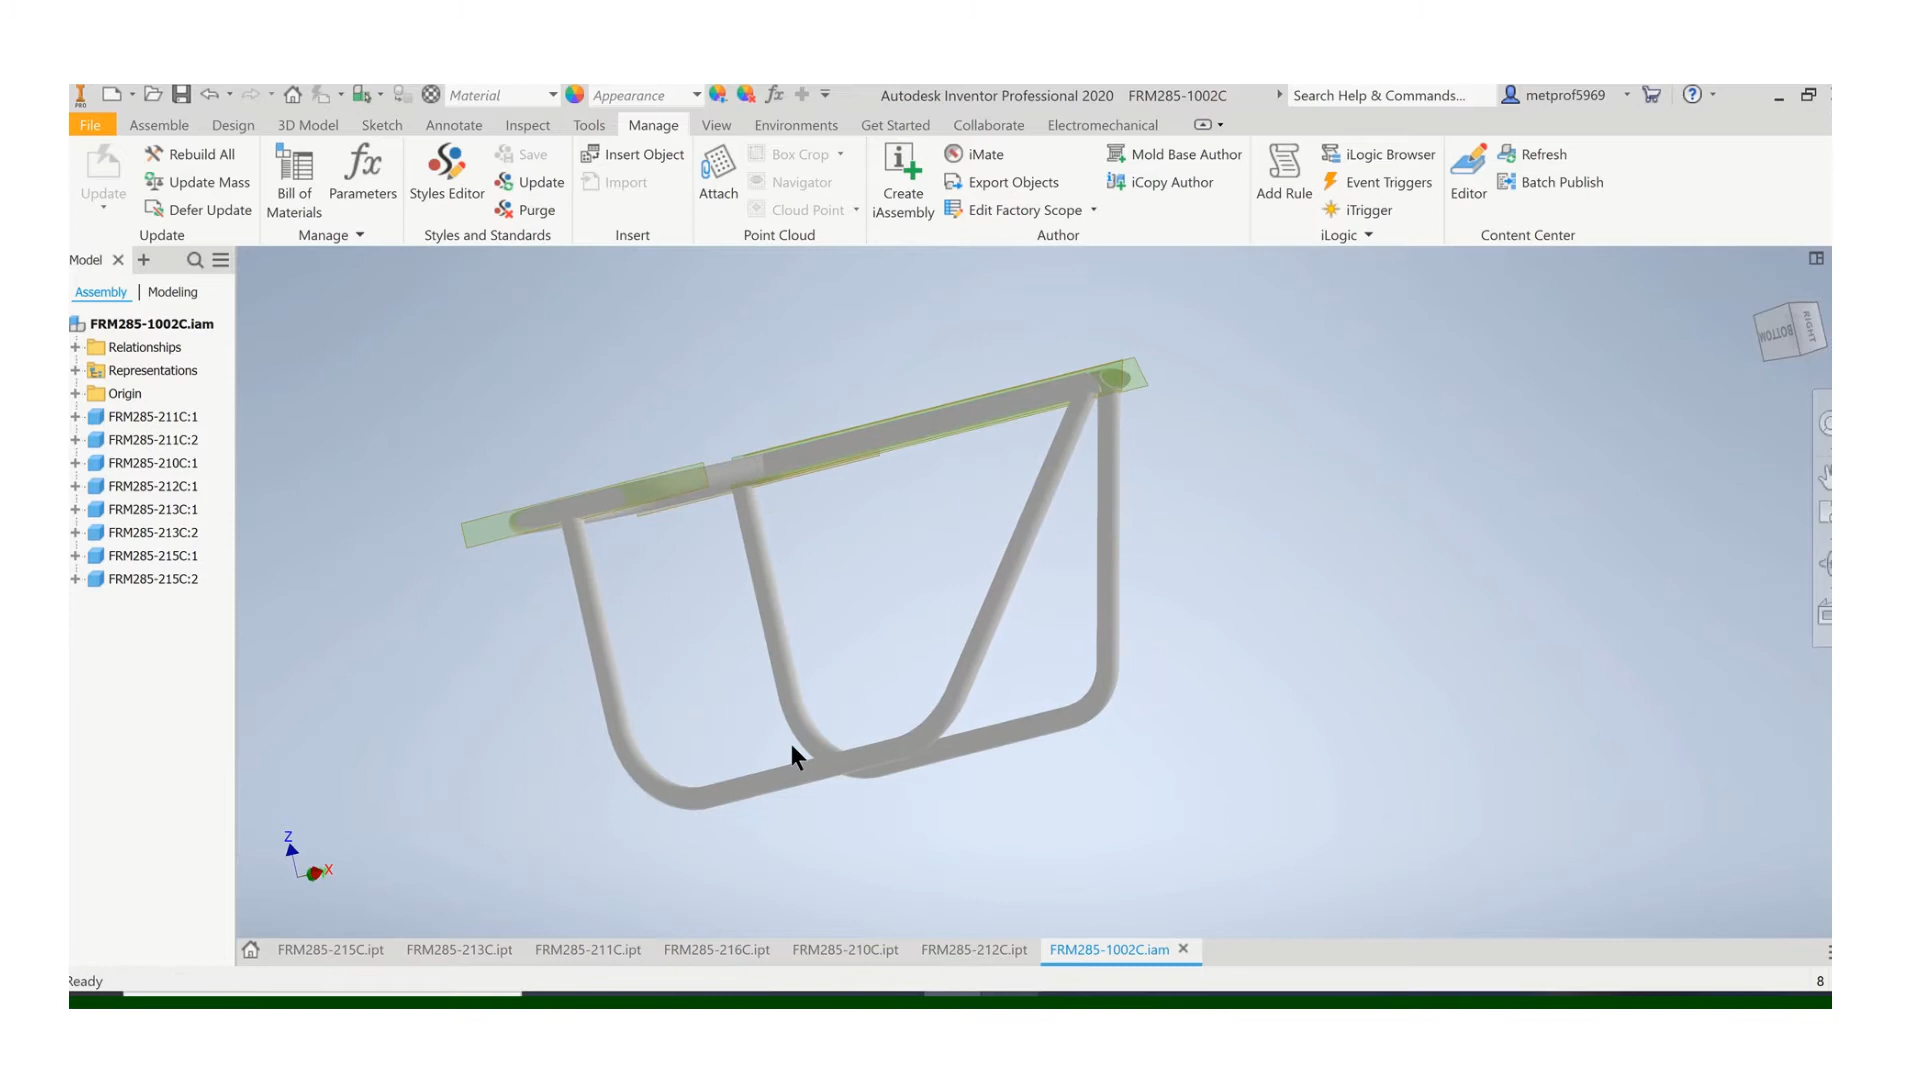 PRO Material Appearance fx Autodesk Inventor Professional 2020 FRM285-1002C Search Help & Commands... metprof5969
File Assemble Design 3D Model Sketch Annotate Inspect Tools Manage View Environments Get Started Collaborate Electromechanical
Update
Rebuild All
Update Mass
Defer Update
Update
Bill of
Materials
fx
Parameters
Manage
Styles Editor
Save
Update
Purge
Styles and Standards
Insert Object
Import
Insert
Attach
Box Crop
Navigator
Cloud Point
Point Cloud
Create
iAssembly
iMate
Export Objects
Edit Factory Scope
Mold Base Author
iCopy Author
Author
Add Rule
iLogic Browser
Event Triggers
iTrigger
iLogic
Editor
Refresh
Batch Publish
Content Center
Model
Assembly Modeling
FRM285-1002C.iam
Relationships
Representations
Origin
FRM285-211C:1
FRM285-211C:2
FRM285-210C:1
FRM285-212C:1
FRM285-213C:1
FRM285-213C:2
FRM285-215C:1
FRM285-215C:2
BOTTOM RIGHT
Z
X
FRM285-215C.ipt FRM285-213C.ipt FRM285-211C.ipt FRM285-216C.ipt FRM285-210C.ipt FRM285-212C.ipt FRM285-1002C.iam
Ready 8